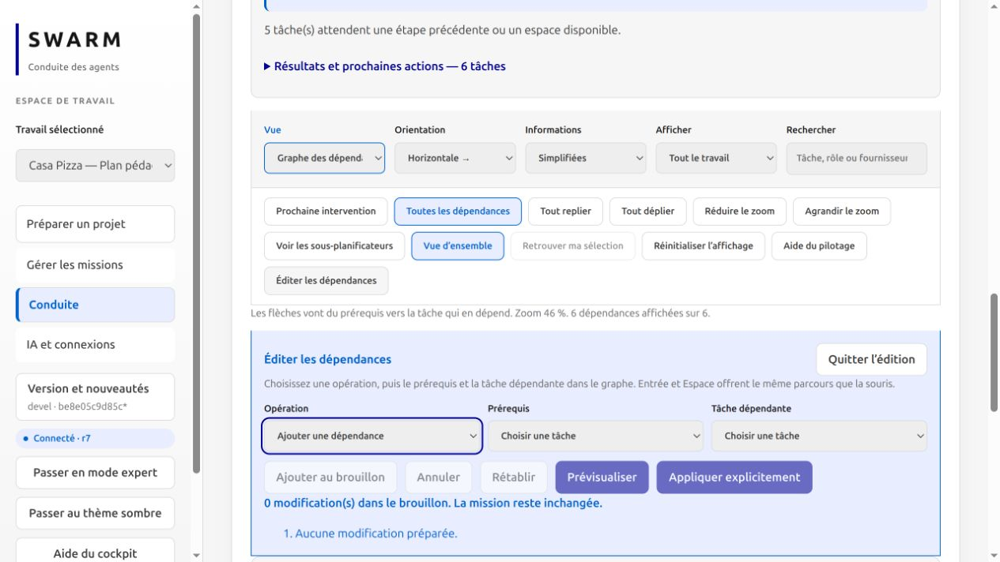 SWARM
Conduite des agents
ESPACE DE TRAVAIL
Travail sélectionné
Casa Pizza — Plan péda
Préparer un projet
Gérer les missions
Conduite
IA et connexions
Version et nouveautés
devel · be8e05c9d85c*
Connecté · r7
Passer en mode expert
Passer au thème sombre
Aide du cockpit
5 tâche(s) attendent une étape précédente ou un espace disponible.
Résultats et prochaines actions — 6 tâches
Vue Orientation Informations Afficher Rechercher
Graphe des dépend Horizontale → Simplifiées Tout le travail Tâche, rôle ou fournisseur
Prochaine intervention Toutes les dépendances Tout replier Tout déplier Réduire le zoom Agrandir le zoom
Voir les sous-planificateurs Vue d’ensemble Retrouver ma sélection Réinitialiser l’affichage Aide du pilotage
Éditer les dépendances
Les flèches vont du prérequis vers la tâche qui en dépend. Zoom 46 %. 6 dépendances affichées sur 6.
Éditer les dépendances Quitter l’édition
Choisissez une opération, puis le prérequis et la tâche dépendante dans le graphe. Entrée et Espace offrent le même parcours que la souris.
Opération Prérequis Tâche dépendante
Ajouter une dépendance Choisir une tâche Choisir une tâche
Ajouter au brouillon Annuler Rétablir Prévisualiser Appliquer explicitement
0 modification(s) dans le brouillon. La mission reste inchangée.
1. Aucune modification préparée.